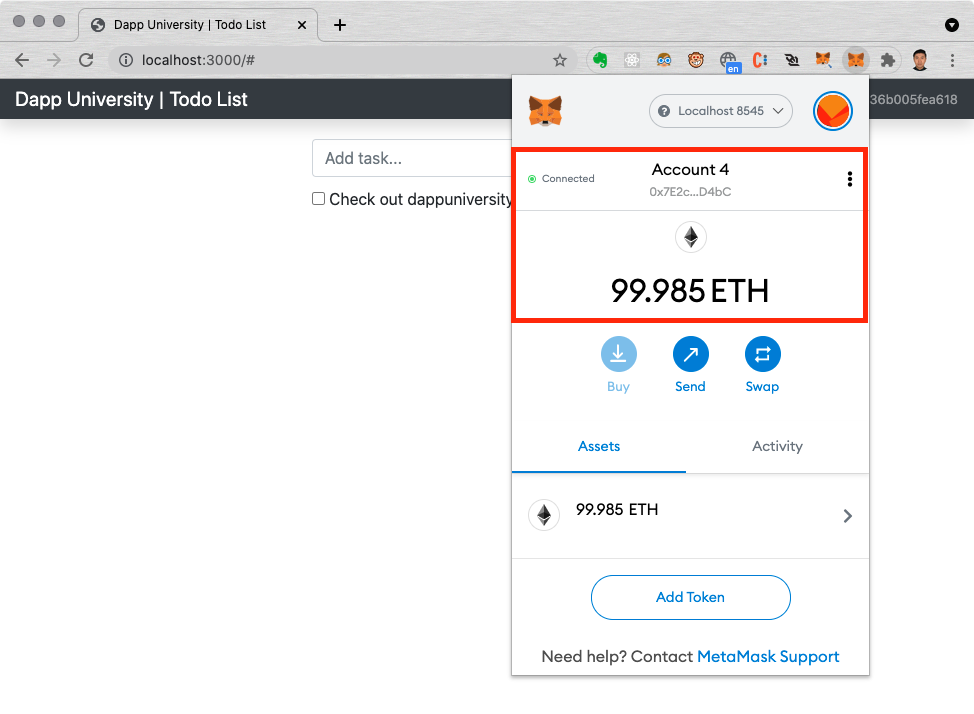 Dapp University | Todo List
localhost:3000/#
en
Dapp University | Todo List
36b005fea618
Localhost 8545
Add task...
Check out dappuniversity
Connected
Account 4
0x7E2c...D4bC
99.985 ETH
Buy
Send
Swap
Assets
Activity
99.985 ETH
Add Token
Need help? Contact MetaMask Support